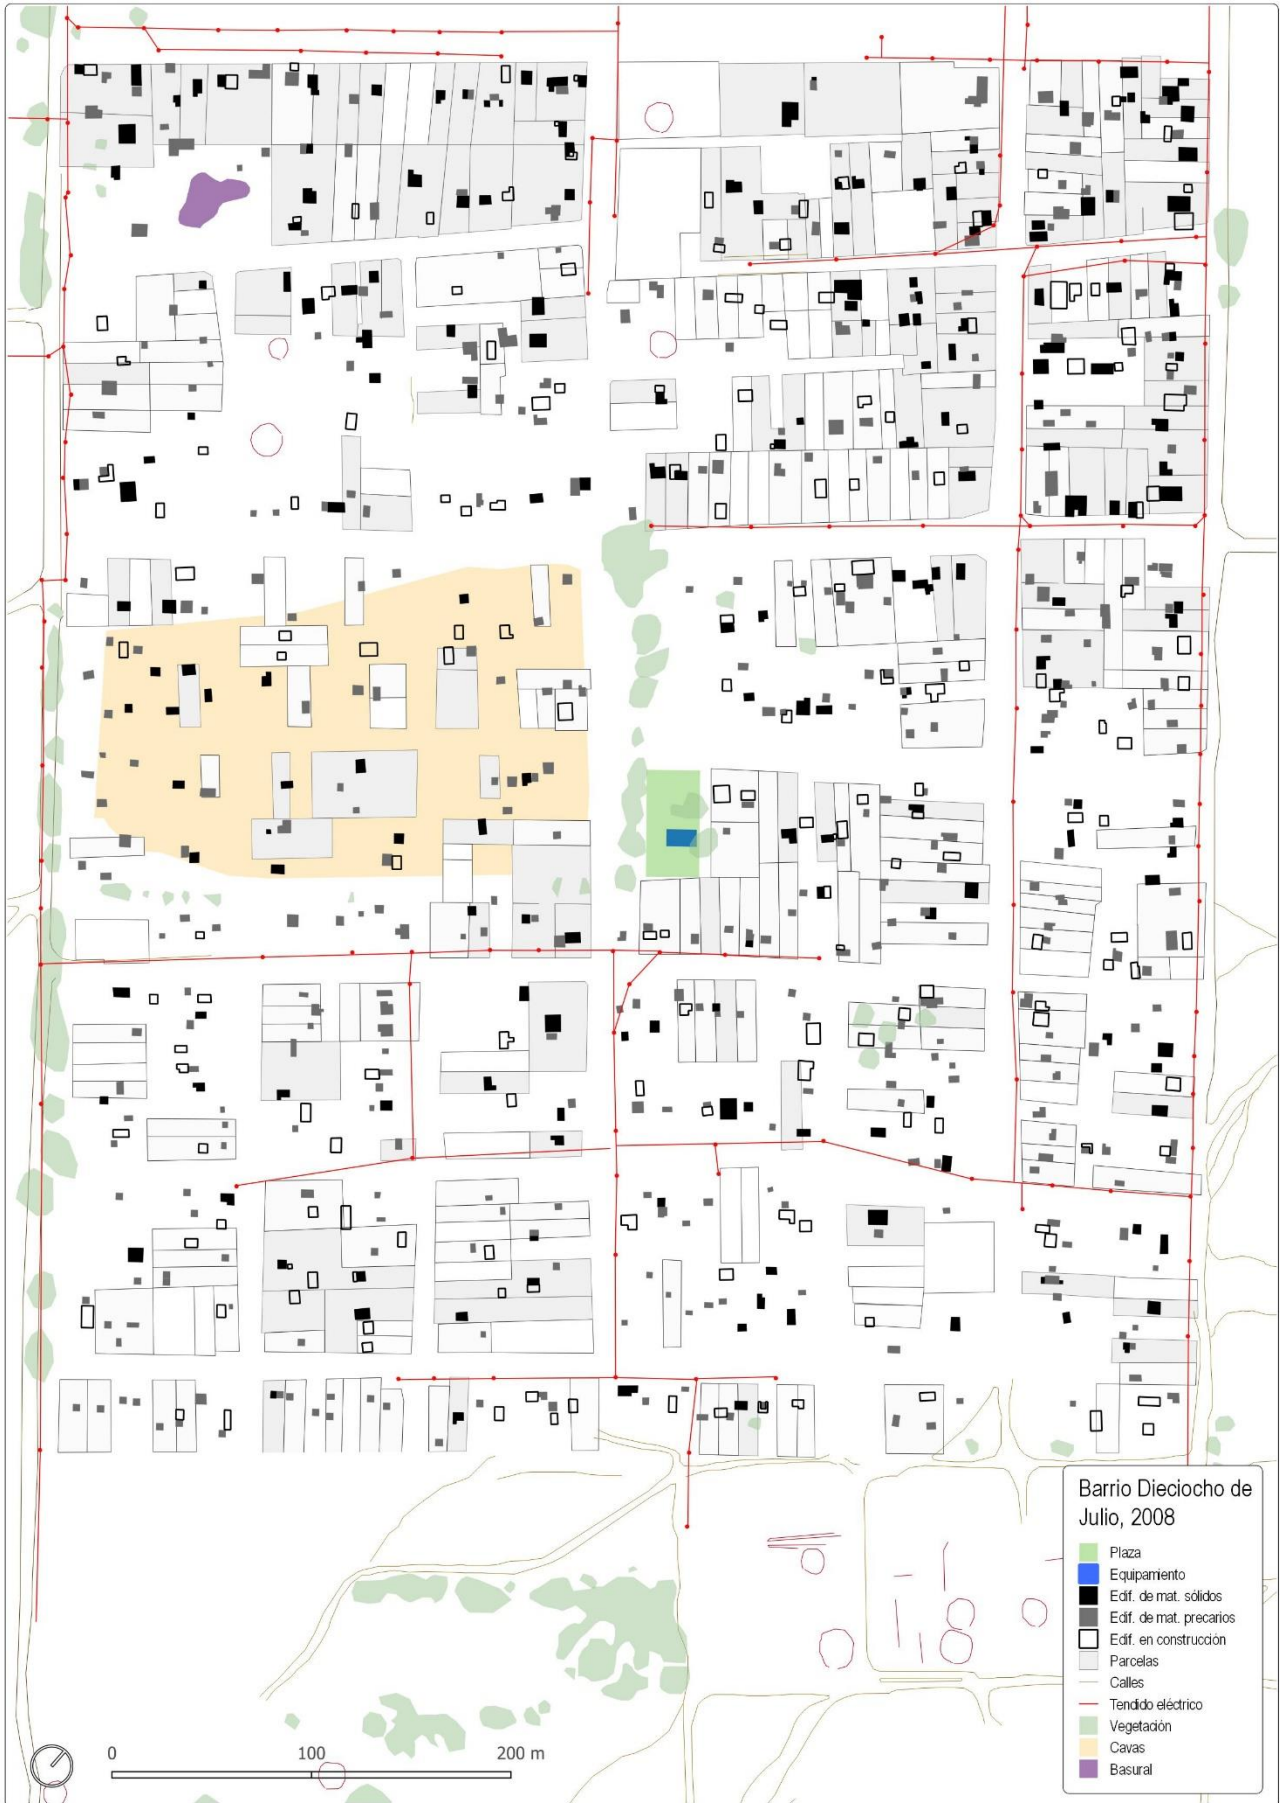 Barrio Dieciocho de
Julio, 2008
Plaza
Equipamiento
Edif. de mat. sólidos
Edif. de mat. precarios
Edif. en construcción
Parcelas
Calles
Tendido eléctrico
Vegetación
Cavas
Basural
0 100 200 m